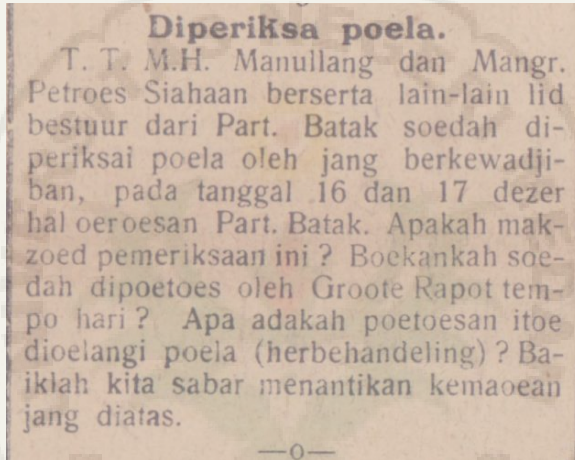 Diperiksa poela.
T. T. M.H. Manullang dan Mangr.
Petroes Siahaan berserta lain-lain lid
bestuur dari Part. Batak soedah di-
periksai poela oleh jang berkewadji-
ban, pada tanggal 16 dan 17 dezer
hal oeroesan Part. Batak. Apakah mak-
zoed pemeriksaan ini ? Boekankah soe-
dah dipoetoes oleh Groote Rapot tem-
po hari ? Apa adakah poetoesan itoe
dioelangi poela (herbehandeling) ? Ba-
iklah kita sabar menantikan kemaoean
jang diatas.
—o—